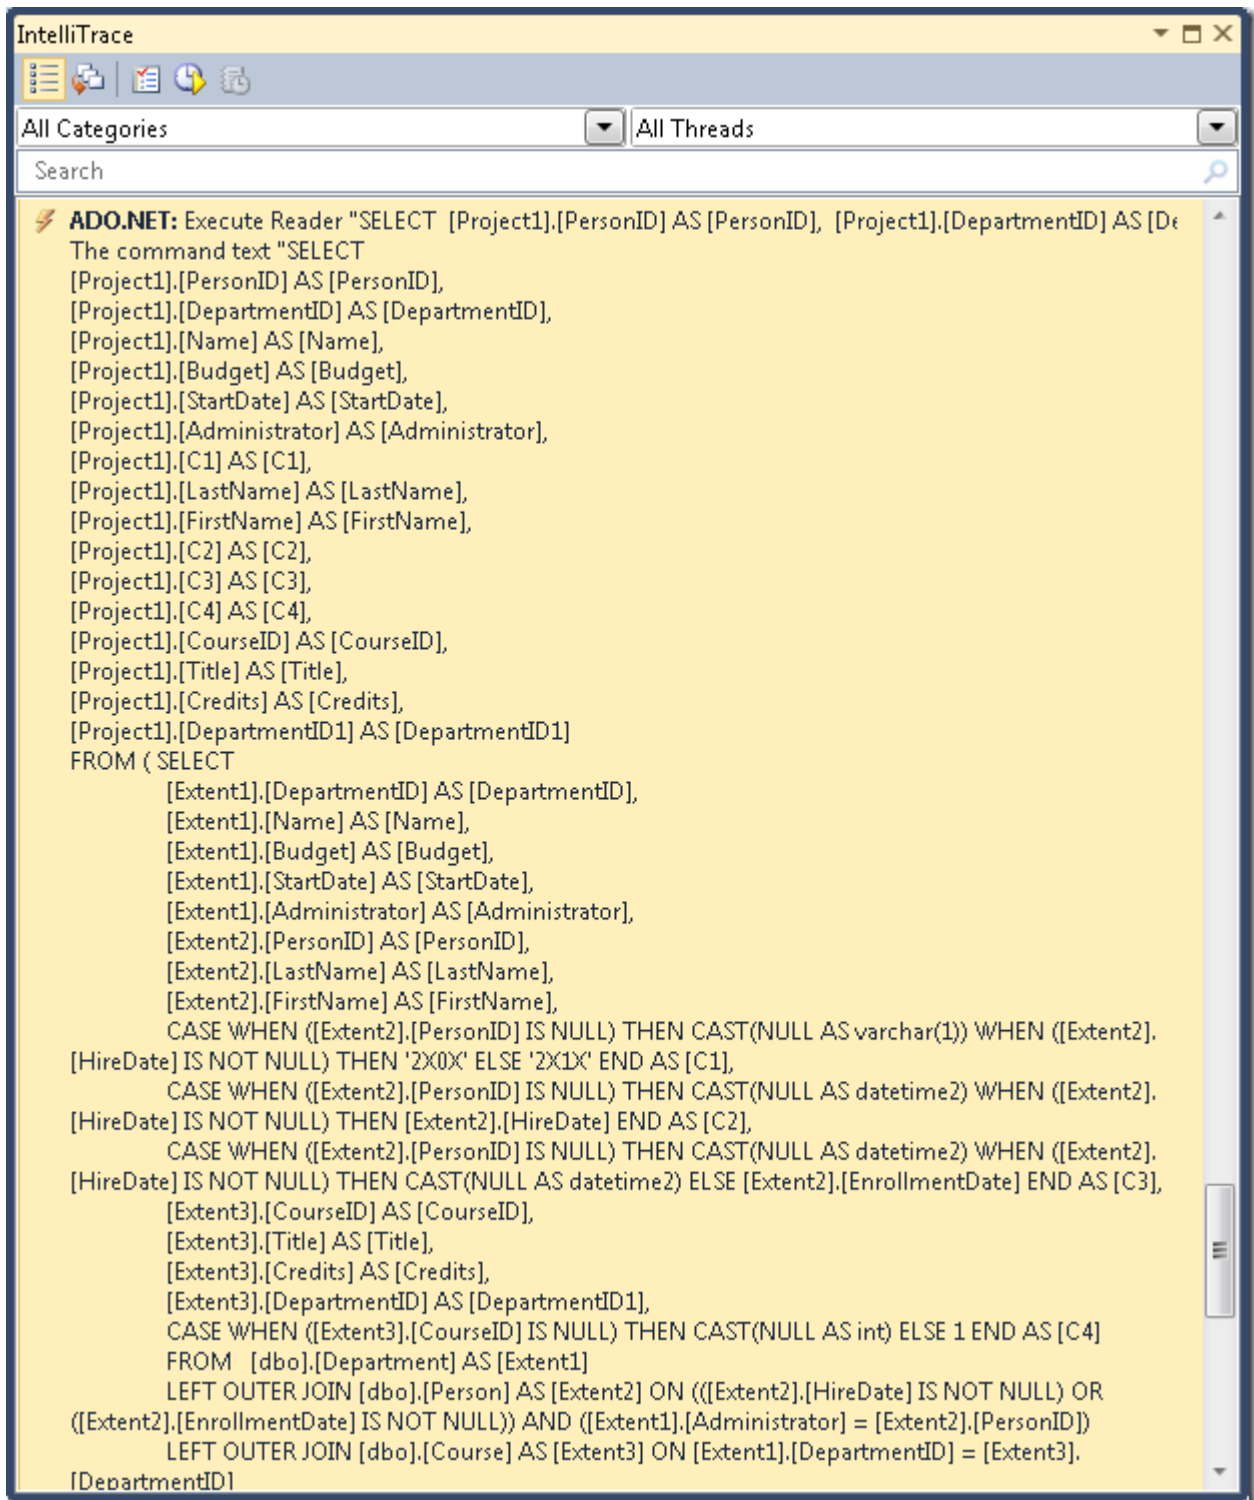 IntelliTrace
All Categories All Threads
Search
ADO.NET: Execute Reader "SELECT [Project1].[PersonID] AS [PersonID], [Project1].[DepartmentID] AS [De
The command text "SELECT
[Project1].[PersonID] AS [PersonID],
[Project1].[DepartmentID] AS [DepartmentID],
[Project1].[Name] AS [Name],
[Project1].[Budget] AS [Budget],
[Project1].[StartDate] AS [StartDate],
[Project1].[Administrator] AS [Administrator],
[Project1].[C1] AS [C1],
[Project1].[LastName] AS [LastName],
[Project1].[FirstName] AS [FirstName],
[Project1].[C2] AS [C2],
[Project1].[C3] AS [C3],
[Project1].[C4] AS [C4],
[Project1].[CourseID] AS [CourseID],
[Project1].[Title] AS [Title],
[Project1].[Credits] AS [Credits],
[Project1].[DepartmentID1] AS [DepartmentID1]
FROM ( SELECT
[Extent1].[DepartmentID] AS [DepartmentID],
[Extent1].[Name] AS [Name],
[Extent1].[Budget] AS [Budget],
[Extent1].[StartDate] AS [StartDate],
[Extent1].[Administrator] AS [Administrator],
[Extent2].[PersonID] AS [PersonID],
[Extent2].[LastName] AS [LastName],
[Extent2].[FirstName] AS [FirstName],
CASE WHEN ([Extent2].[PersonID] IS NULL) THEN CAST(NULL AS varchar(1)) WHEN ([Extent2].
[HireDate] IS NOT NULL) THEN '2X0X' ELSE '2X1X' END AS [C1],
CASE WHEN ([Extent2].[PersonID] IS NULL) THEN CAST(NULL AS datetime2) WHEN ([Extent2].
[HireDate] IS NOT NULL) THEN [Extent2].[HireDate] END AS [C2],
CASE WHEN ([Extent2].[PersonID] IS NULL) THEN CAST(NULL AS datetime2) WHEN ([Extent2].
[HireDate] IS NOT NULL) THEN CAST(NULL AS datetime2) ELSE [Extent2].[EnrollmentDate] END AS [C3],
[Extent3].[CourseID] AS [CourseID],
[Extent3].[Title] AS [Title],
[Extent3].[Credits] AS [Credits],
[Extent3].[DepartmentID] AS [DepartmentID1],
CASE WHEN ([Extent3].[CourseID] IS NULL) THEN CAST(NULL AS int) ELSE 1 END AS [C4]
FROM [dbo].[Department] AS [Extent1]
LEFT OUTER JOIN [dbo].[Person] AS [Extent2] ON (([Extent2].[HireDate] IS NOT NULL) OR
([Extent2].[EnrollmentDate] IS NOT NULL)) AND ([Extent1].[Administrator] = [Extent2].[PersonID])
LEFT OUTER JOIN [dbo].[Course] AS [Extent3] ON [Extent1].[DepartmentID] = [Extent3].
[DepartmentID]